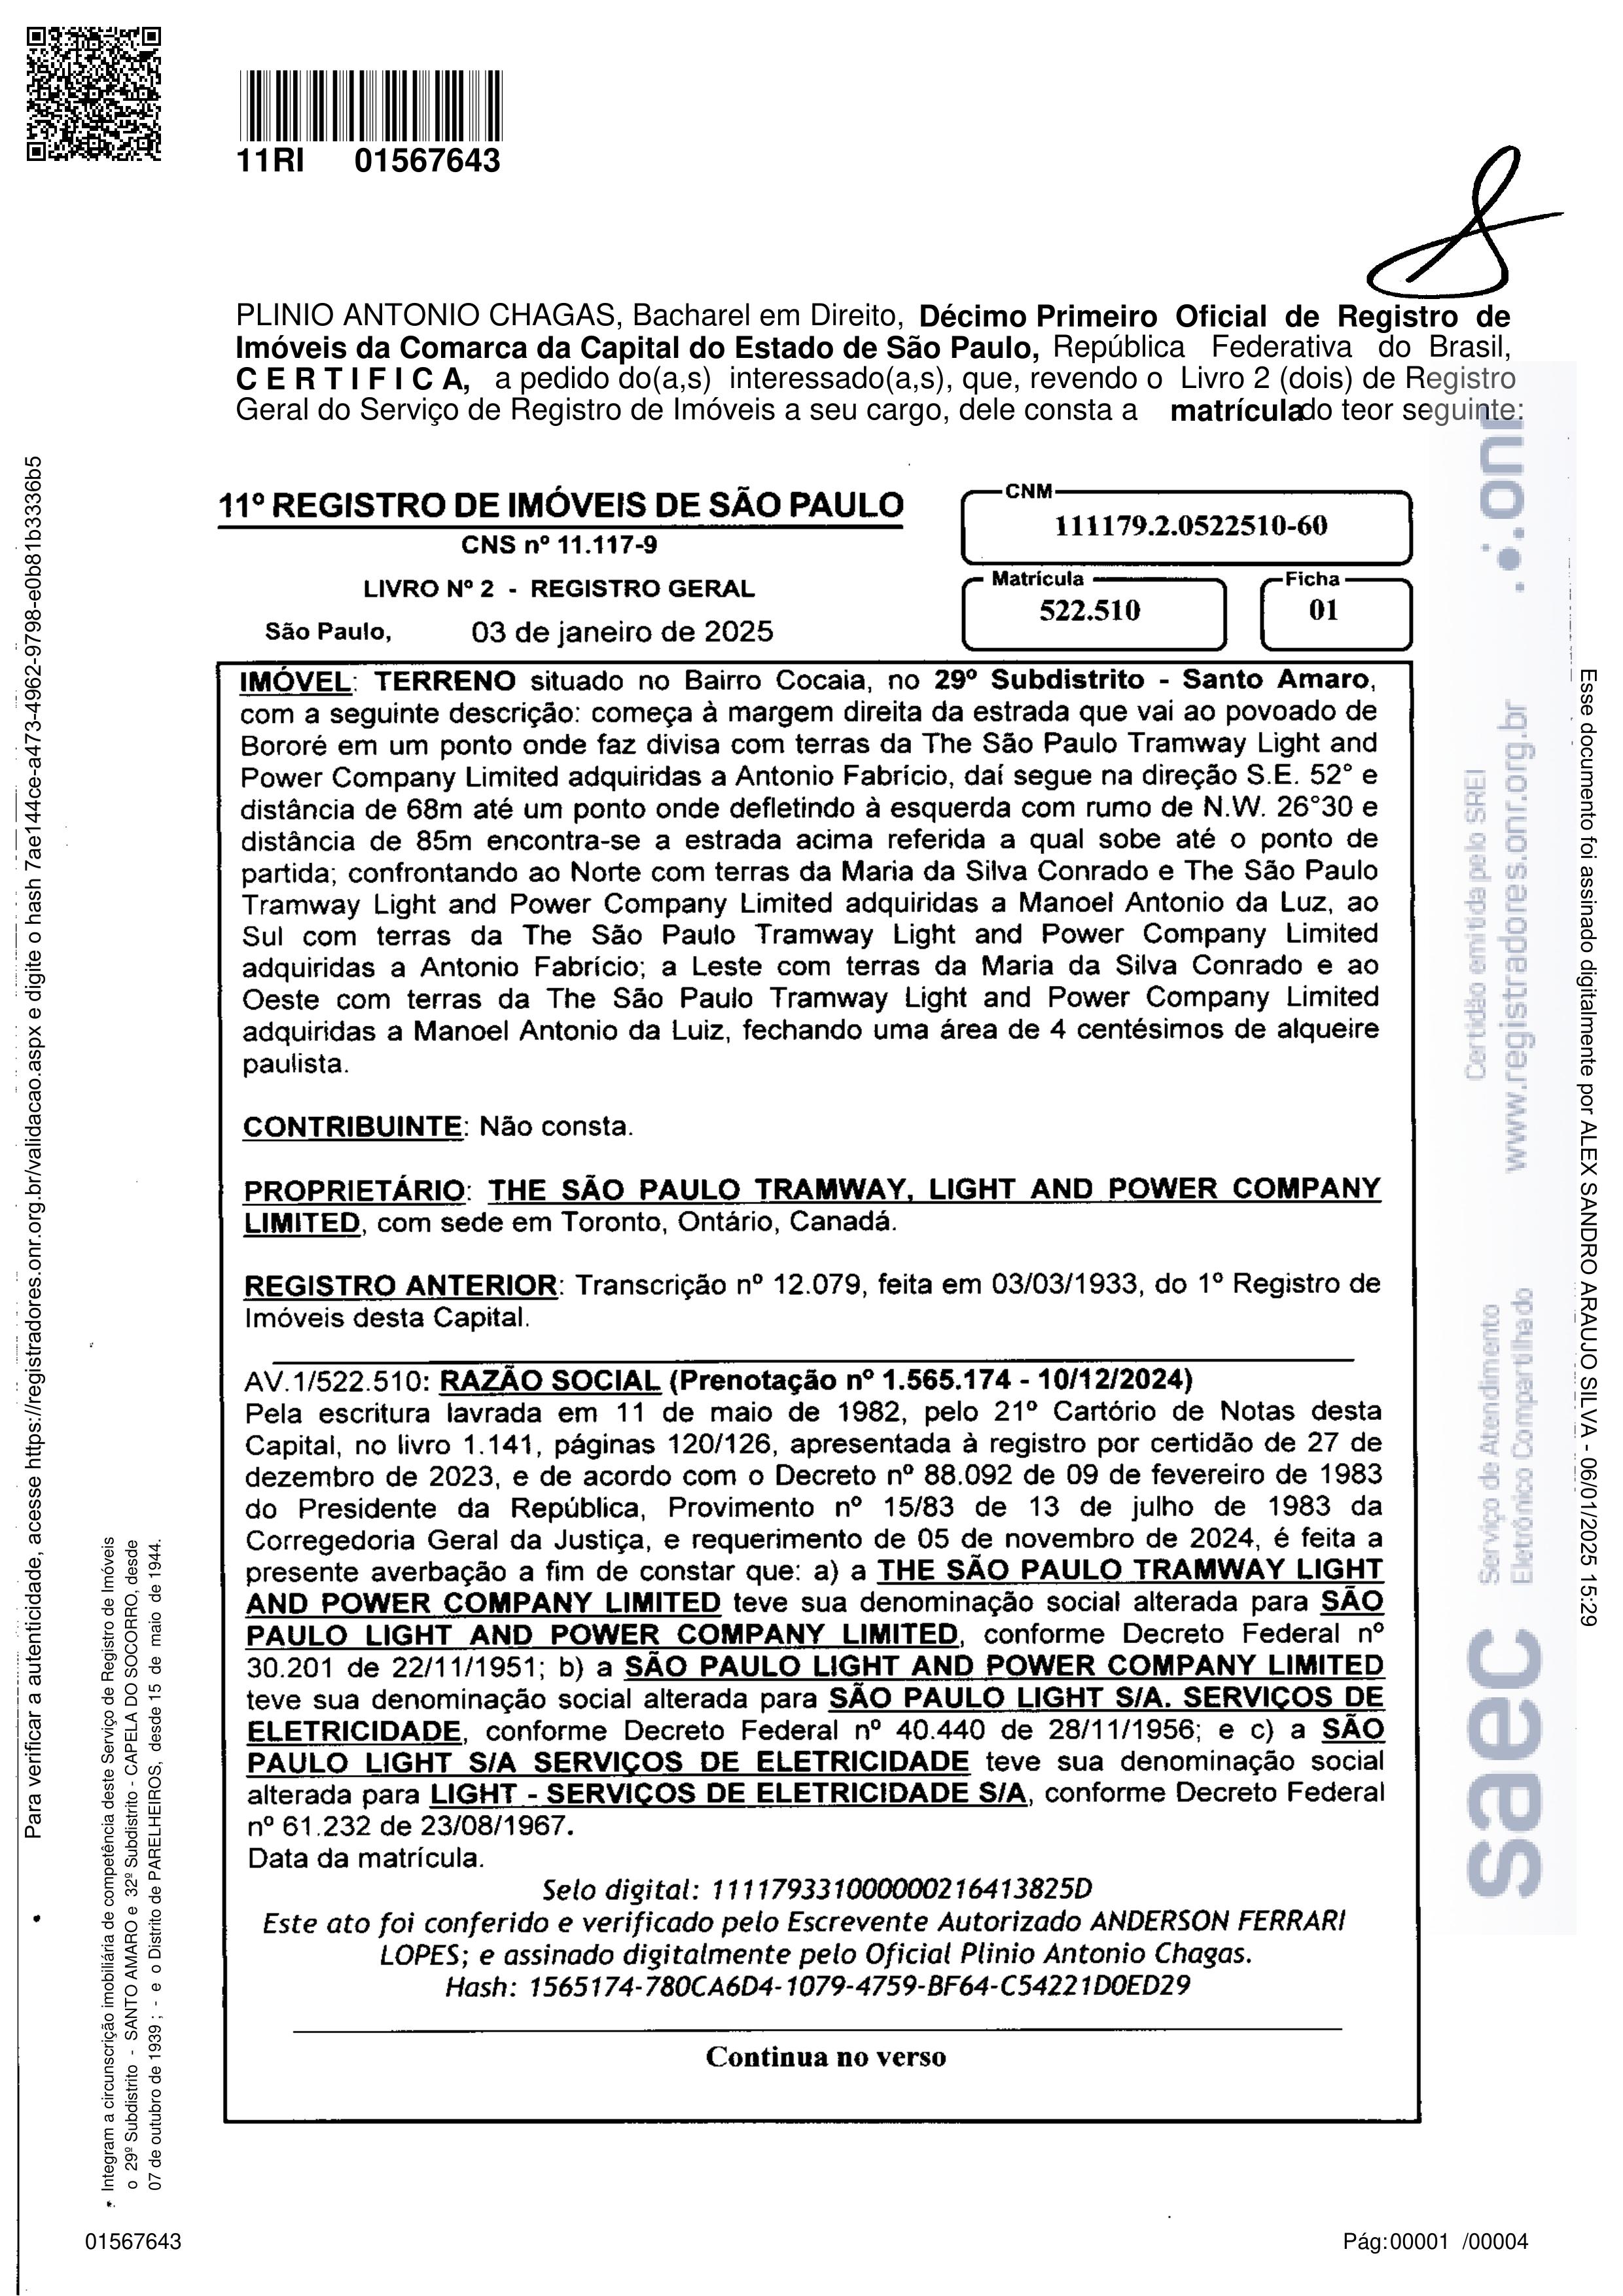 11RI 01567643
PLINIO ANTONIO CHAGAS, Bacharel em Direito, Décimo Primeiro Oficial de Registro de
Imóveis da Comarca da Capital do Estado de São Paulo, República Federativa do Brasil,
C E R T I F I C A, a pedido do(a,s) interessado(a,s), que, revendo o Livro 2 (dois) de Registro
Geral do Serviço de Registro de Imóveis a seu cargo, dele consta a matrículado teor seguinte:
11º REGISTRO DE IMÓVEIS DE SÃO PAULO
CNS nº 11.117-9
LIVRO Nº 2 - REGISTRO GERAL
São Paulo, 03 de janeiro de 2025
CNM
111179.2.0522510-60
Matrícula
522.510
Ficha
01
IMÓVEL: TERRENO situado no Bairro Cocaia, no 29º Subdistrito - Santo Amaro,
com a seguinte descrição: começa à margem direita da estrada que vai ao povoado de
Bororé em um ponto onde faz divisa com terras da The São Paulo Tramway Light and
Power Company Limited adquiridas a Antonio Fabrício, daí segue na direção S.E. 52° e
distância de 68m até um ponto onde defletindo à esquerda com rumo de N.W. 26°30 e
distância de 85m encontra-se a estrada acima referida a qual sobe até o ponto de
partida; confrontando ao Norte com terras da Maria da Silva Conrado e The São Paulo
Tramway Light and Power Company Limited adquiridas a Manoel Antonio da Luz, ao
Sul com terras da The São Paulo Tramway Light and Power Company Limited
adquiridas a Antonio Fabrício; a Leste com terras da Maria da Silva Conrado e ao
Oeste com terras da The São Paulo Tramway Light and Power Company Limited
adquiridas a Manoel Antonio da Luiz, fechando uma área de 4 centésimos de alqueire
paulista.
CONTRIBUINTE: Não consta.
PROPRIETÁRIO: THE SÃO PAULO TRAMWAY, LIGHT AND POWER COMPANY
LIMITED, com sede em Toronto, Ontário, Canadá.
REGISTRO ANTERIOR: Transcrição nº 12.079, feita em 03/03/1933, do 1º Registro de
Imóveis desta Capital.
AV.1/522.510: RAZÃO SOCIAL (Prenotação nº 1.565.174 - 10/12/2024)
Pela escritura lavrada em 11 de maio de 1982, pelo 21º Cartório de Notas desta
Capital, no livro 1.141, páginas 120/126, apresentada à registro por certidão de 27 de
dezembro de 2023, e de acordo com o Decreto nº 88.092 de 09 de fevereiro de 1983
do Presidente da República, Provimento nº 15/83 de 13 de julho de 1983 da
Corregedoria Geral da Justiça, e requerimento de 05 de novembro de 2024, é feita a
presente averbação a fim de constar que: a) a THE SÃO PAULO TRAMWAY LIGHT
AND POWER COMPANY LIMITED teve sua denominação social alterada para SÃO
PAULO LIGHT AND POWER COMPANY LIMITED, conforme Decreto Federal nº
30.201 de 22/11/1951; b) a SÃO PAULO LIGHT AND POWER COMPANY LIMITED
teve sua denominação social alterada para SÃO PAULO LIGHT S/A. SERVIÇOS DE
ELETRICIDADE, conforme Decreto Federal nº 40.440 de 28/11/1956; e c) a SÃO
PAULO LIGHT S/A SERVIÇOS DE ELETRICIDADE teve sua denominação social
alterada para LIGHT - SERVIÇOS DE ELETRICIDADE S/A, conforme Decreto Federal
nº 61.232 de 23/08/1967.
Data da matrícula.
Selo digital: 111179331000000021641382​5D
Este ato foi conferido e verificado pelo Escrevente Autorizado ANDERSON FERRARI
LOPES; e assinado digitalmente pelo Oficial Plinio Antonio Chagas.
Hash: 1565174-780CA6D4-1079-4759-BF64-C54221D0ED29
Continua no verso
Para verificar a autenticidade, acesse https://registradores.onr.org.br/validacao.aspx e digite o hash 7ae144ce-a473-4962-9798-e0b81b3336b5
Integram a circunscrição imobiliária de competência deste Serviço de Registro de Imóveis
o 29º Subdistrito - SANTO AMARO e 32º Subdistrito - CAPELA DO SOCORRO, desde
07 de outubro de 1939 ; - e o Distrito de PARELHEIROS, desde 15 de maio de 1944.
onr
Certidão emitida pelo SREI
www.registradores.onr.org.br
saec
Serviço de Atendimento
Eletrônico Compartilhado
Esse documento foi assinado digitalmente por ALEX SANDRO ARAUJO SILVA - 06/01/2025 15:29
01567643
Pág:00001 /00004